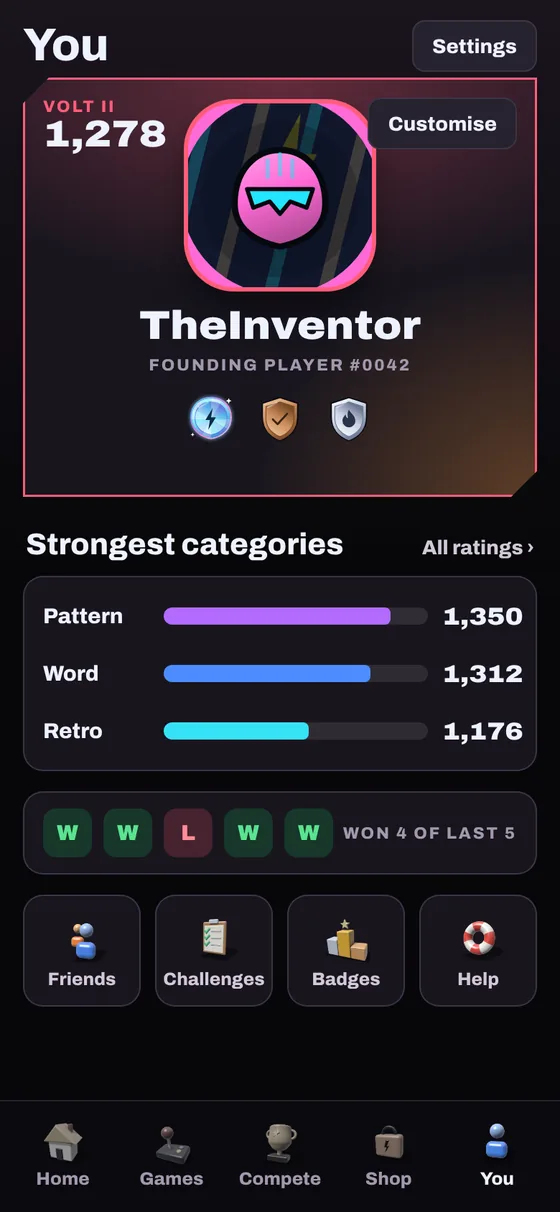 You
Settings
VOLT II
1,278
Customise
TheInventor
FOUNDING PLAYER #0042
Strongest categories
All ratings ›
Pattern
1,350
Word
1,312
Retro
1,176
W W L W W WON 4 OF LAST 5
Friends
Challenges
Badges
Help
Home
Games
Compete
Shop
You